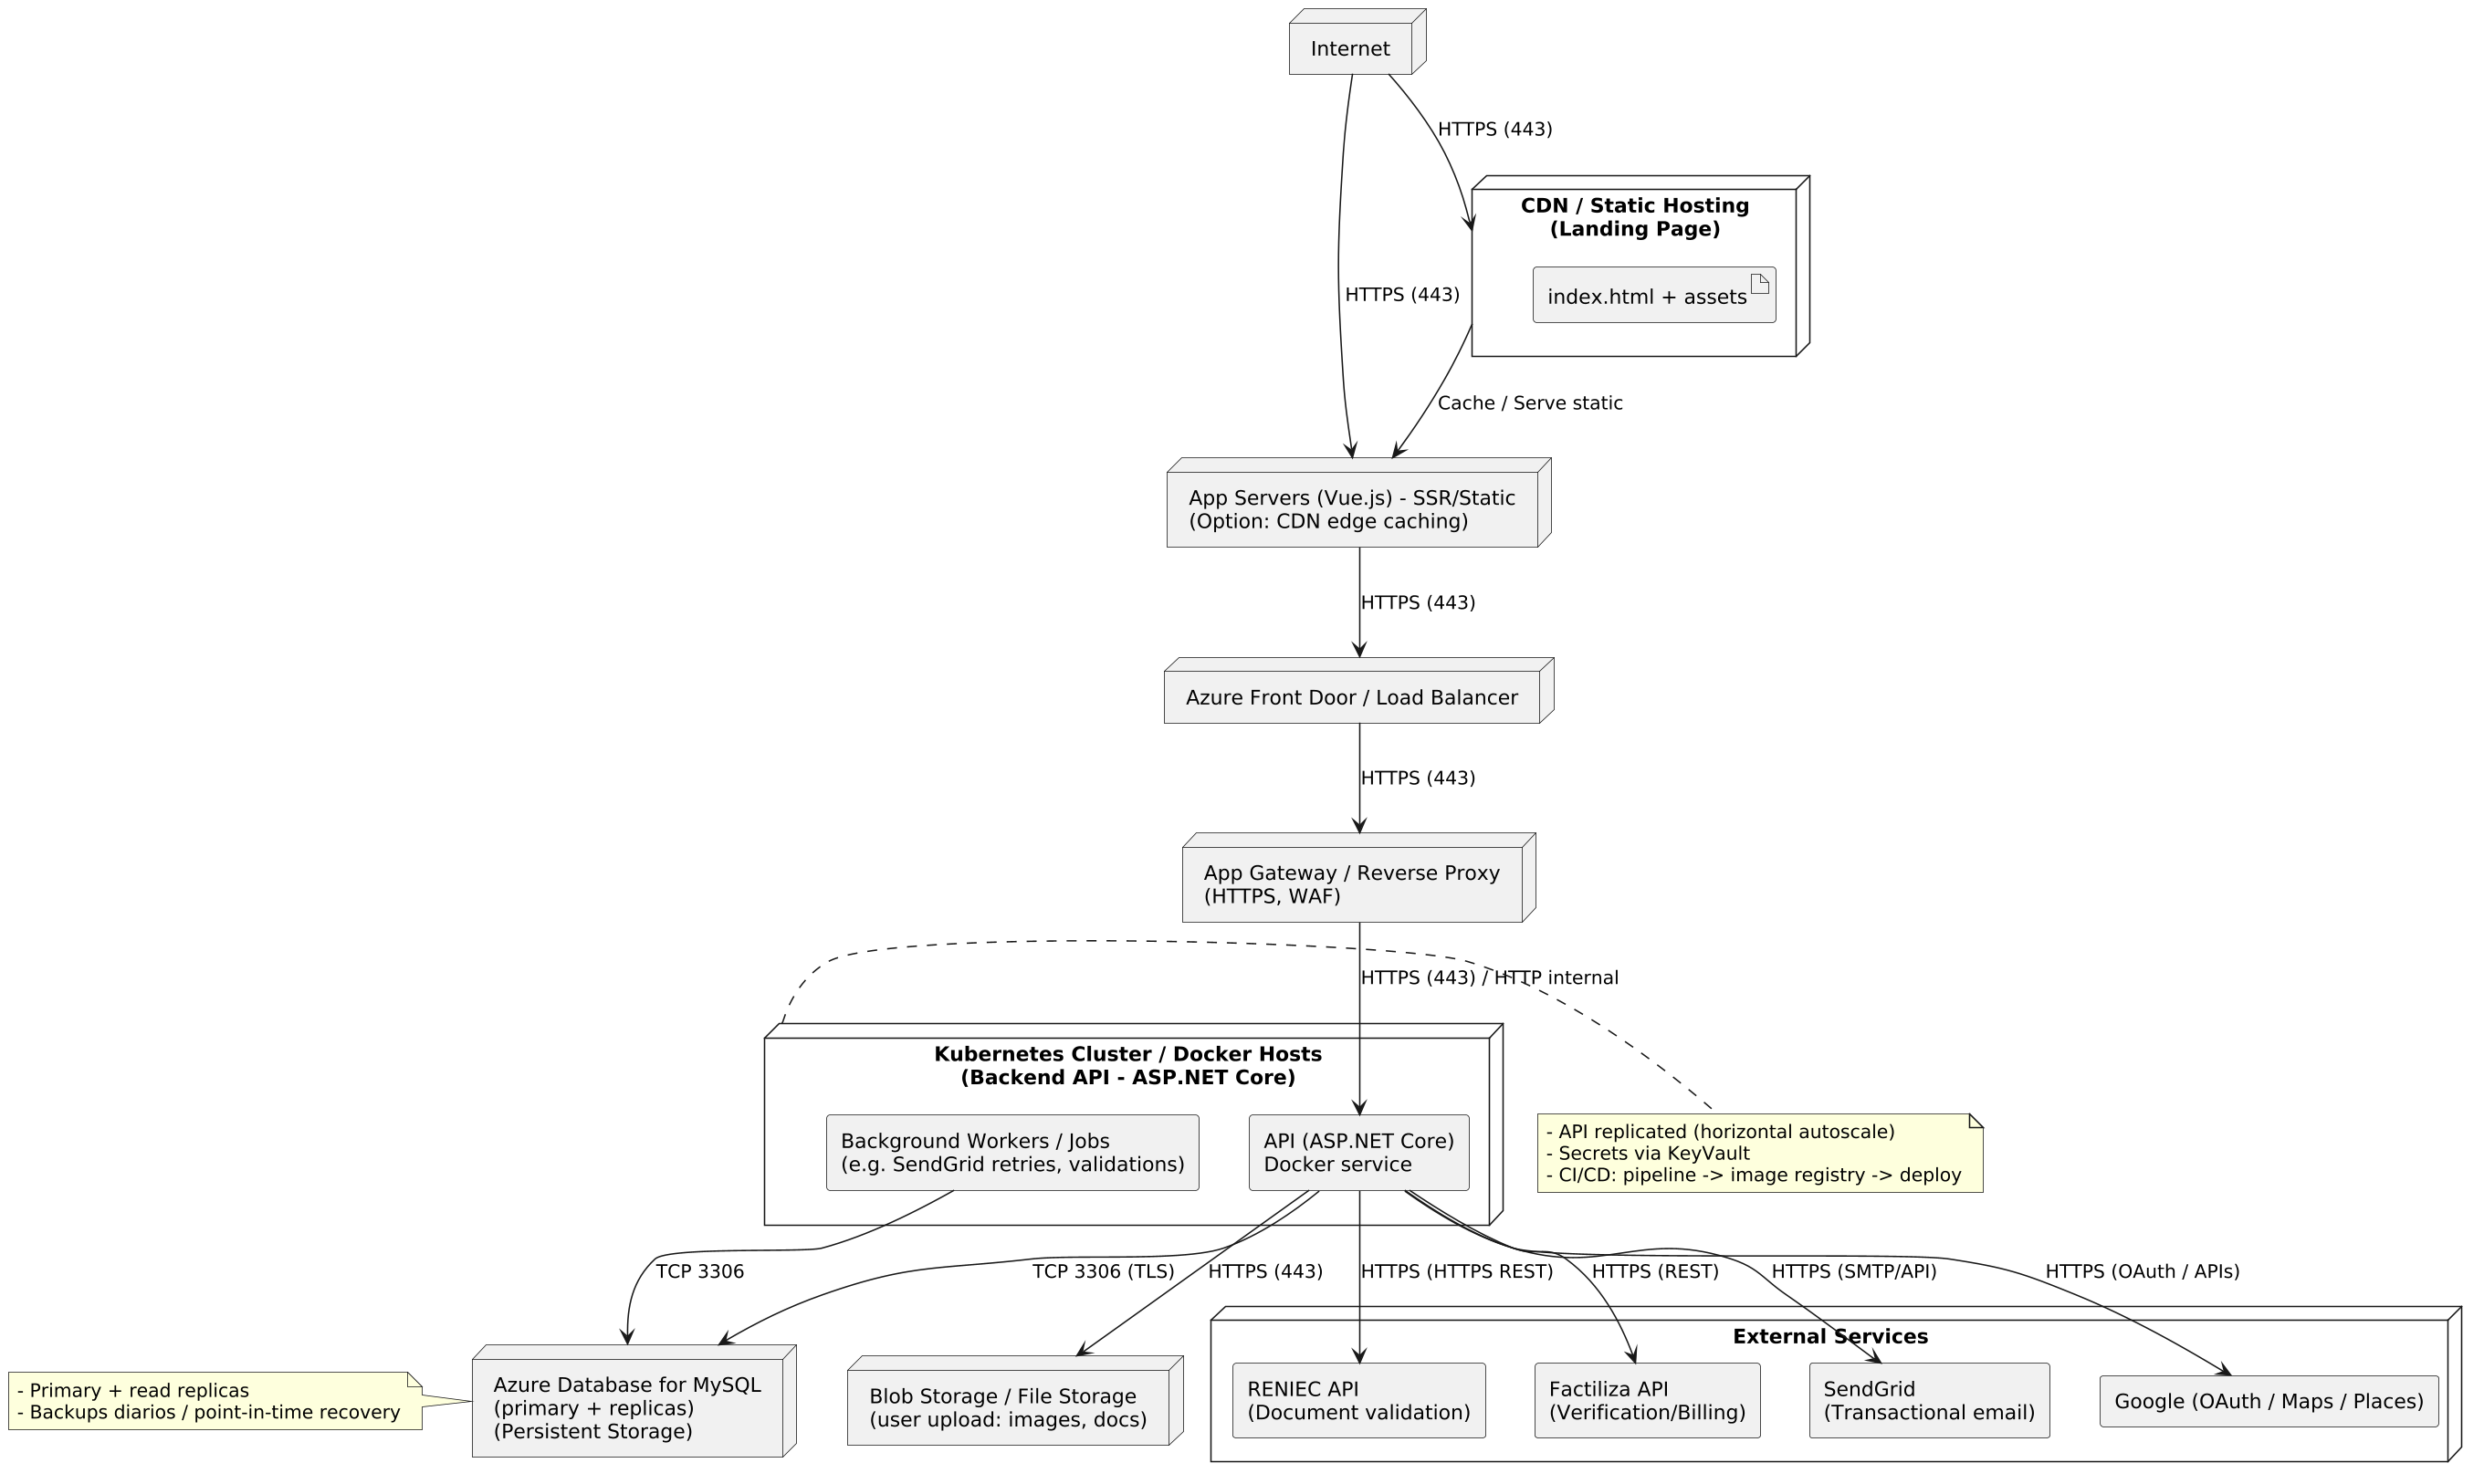 Internet
HTTPS (443)
CDN / Static Hosting
(Landing Page)
index.html + assets
HTTPS (443)
Cache / Serve static
App Servers (Vue.js) - SSR/Static
(Option: CDN edge caching)
HTTPS (443)
Azure Front Door / Load Balancer
HTTPS (443)
App Gateway / Reverse Proxy
(HTTPS, WAF)
HTTPS (443) / HTTP internal
Kubernetes Cluster / Docker Hosts
(Backend API - ASP.NET Core)
Background Workers / Jobs
(e.g. SendGrid retries, validations)
API (ASP.NET Core)
Docker service
- API replicated (horizontal autoscale)
- Secrets via KeyVault
- CI/CD: pipeline -> image registry -> deploy
TCP 3306
TCP 3306 (TLS)
HTTPS (443)
HTTPS (HTTPS REST)
HTTPS (REST)
HTTPS (SMTP/API)
HTTPS (OAuth / APIs)
External Services
- Primary + read replicas
- Backups diarios / point-in-time recovery
Azure Database for MySQL
(primary + replicas)
(Persistent Storage)
Blob Storage / File Storage
(user upload: images, docs)
RENIEC API
(Document validation)
Factiliza API
(Verification/Billing)
SendGrid
(Transactional email)
Google (OAuth / Maps / Places)